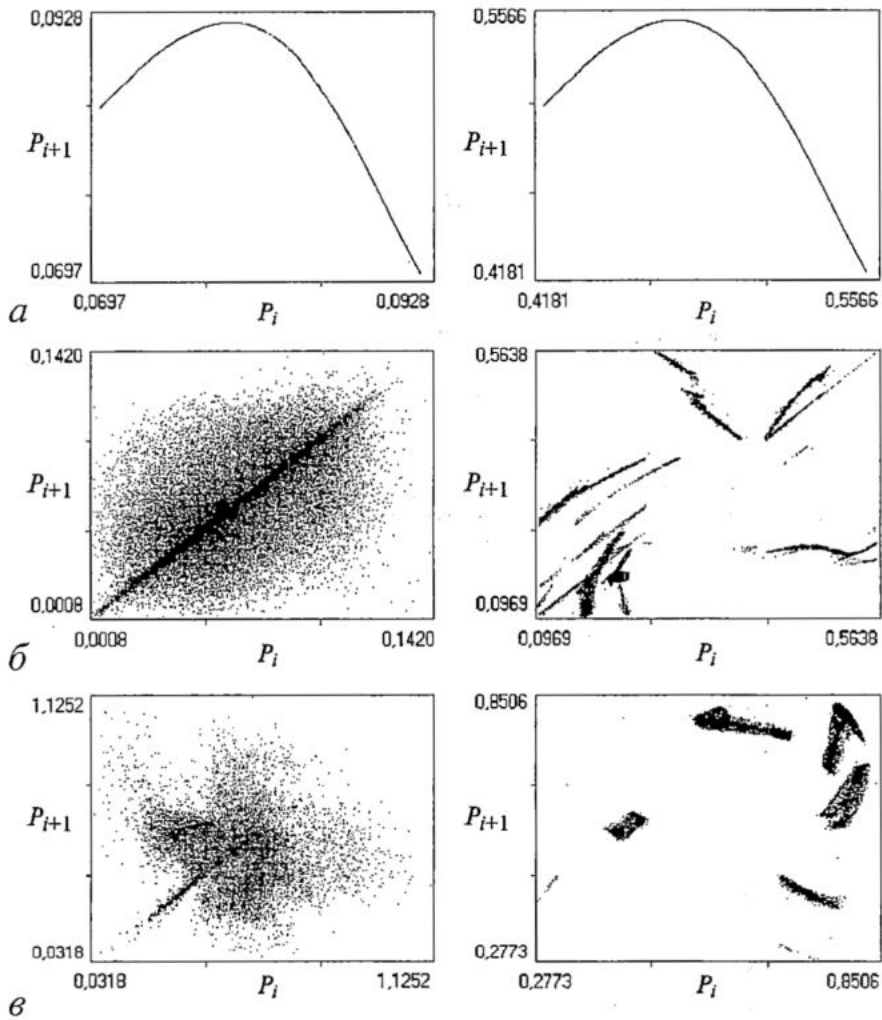 0,0928
P_{i+1}
0,0697
0,0697
P_i
0,0928
0,5566
P_{i+1}
0,4181
0,4181
P_i
0,5566
а
0,1420
P_{i+1}
0,0008
0,0008
P_i
0,1420
0,5638
P_{i+1}
0,0969
0,0969
P_i
0,5638
б
1,1252
P_{i+1}
0,0318
0,0318
P_i
1,1252
0,8506
P_{i+1}
0,2773
0,2773
P_i
0,8506
в